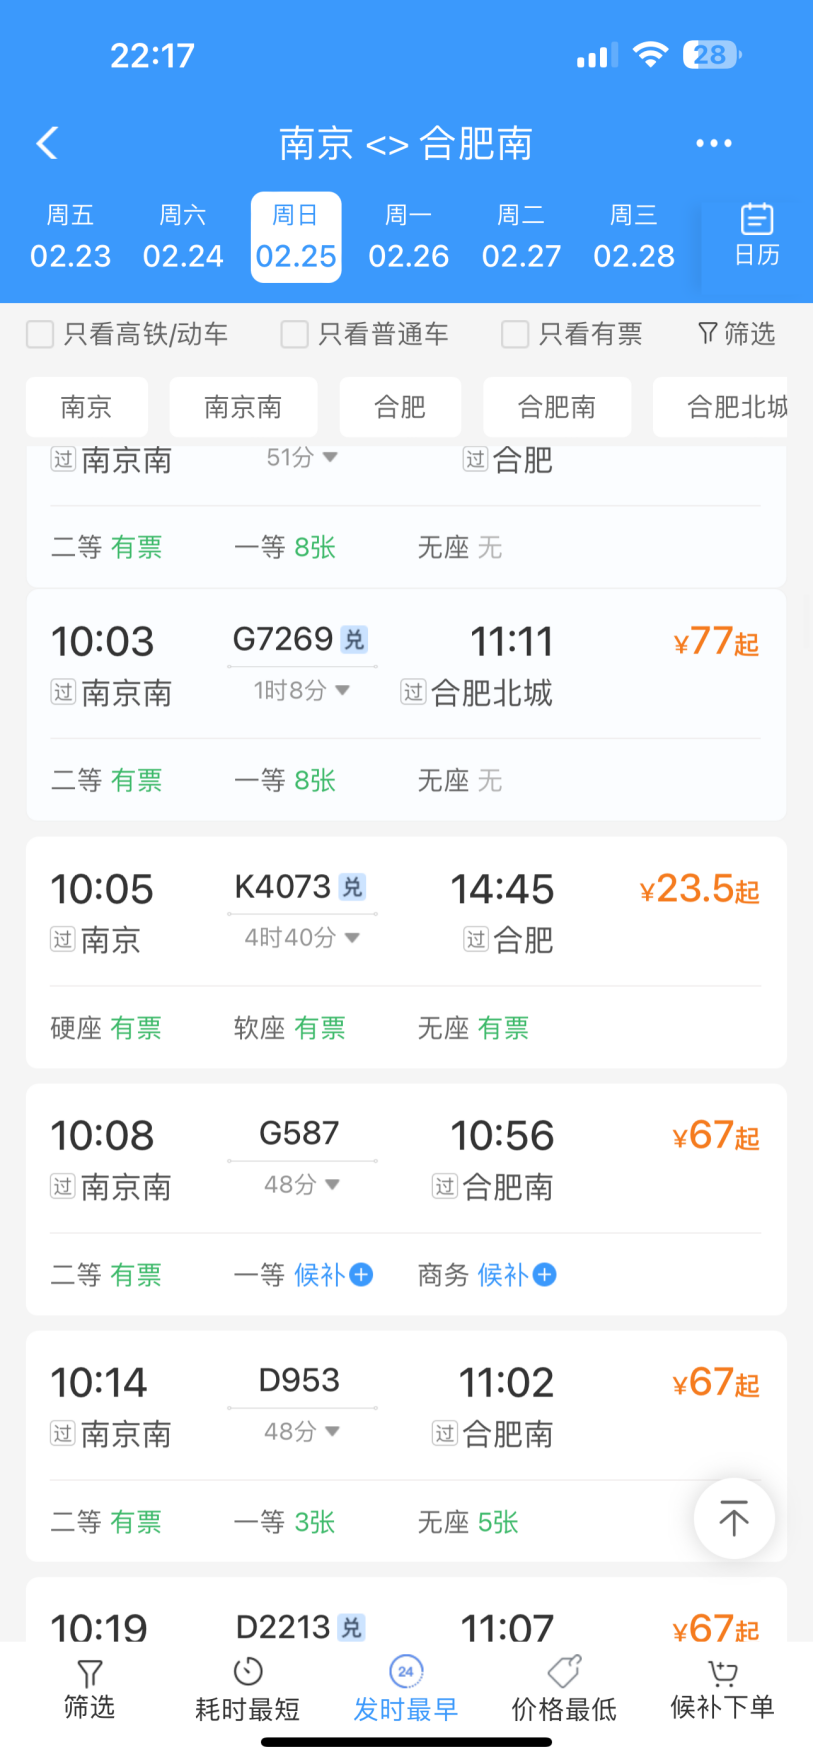 22:17
28
南京 <> 合肥南
周五 周六 周日 周一 周二 周三
02.23 02.24 02.25 02.26 02.27 02.28 日历
只看高铁/动车 只看普通车 只看有票 筛选
南京 南京南 合肥 合肥南 合肥北城
过 南京南 51分 过 合肥
二等 有票 一等 8张 无座 无
10:03 G7269 兑 11:11 ¥77起
过 南京南 1时8分 过 合肥北城
二等 有票 一等 8张 无座 无
10:05 K4073 兑 14:45 ¥23.5起
过 南京 4时40分 过 合肥
硬座 有票 软座 有票 无座 有票
10:08 G587 10:56 ¥67起
过 南京南 48分 过 合肥南
二等 有票 一等 候补 商务 候补
10:14 D953 11:02 ¥67起
过 南京南 48分 过 合肥南
二等 有票 一等 3张 无座 5张
10:19 D2213 兑 11:07 ¥67起
24
筛选 耗时最短 发时最早 价格最低 候补下单